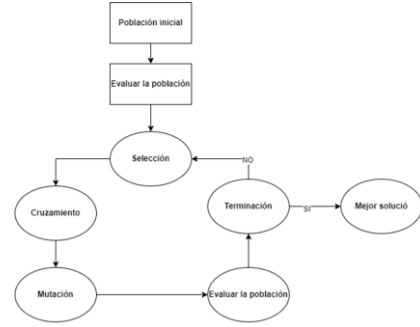 Población inicial
Evaluar la población
Selección
NO
Cruzamiento
Terminación
SI
Mejor solució
Mutación
Evaluar la población